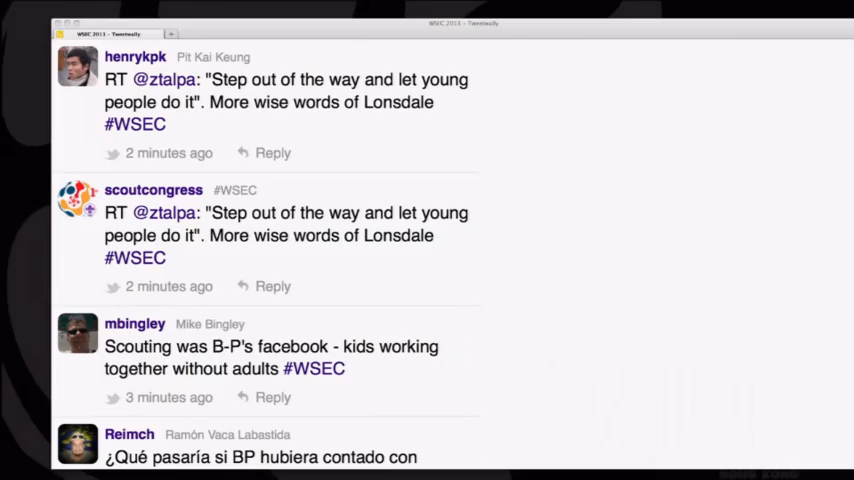 WSEC 2013 – Tweetwally
WSEC 2013 – Tweetwally
henrykpk Pit Kai Keung
RT @ztalpa: "Step out of the way and let young
people do it". More wise words of Lonsdale
#WSEC
2 minutes ago Reply
scoutcongress #WSEC
RT @ztalpa: "Step out of the way and let young
people do it". More wise words of Lonsdale
#WSEC
2 minutes ago Reply
mbingley Mike Bingley
Scouting was B-P's facebook - kids working
together without adults #WSEC
3 minutes ago Reply
Reimch Ramón Vaca Labastida
¿Qué pasaría si BP hubiera contado con